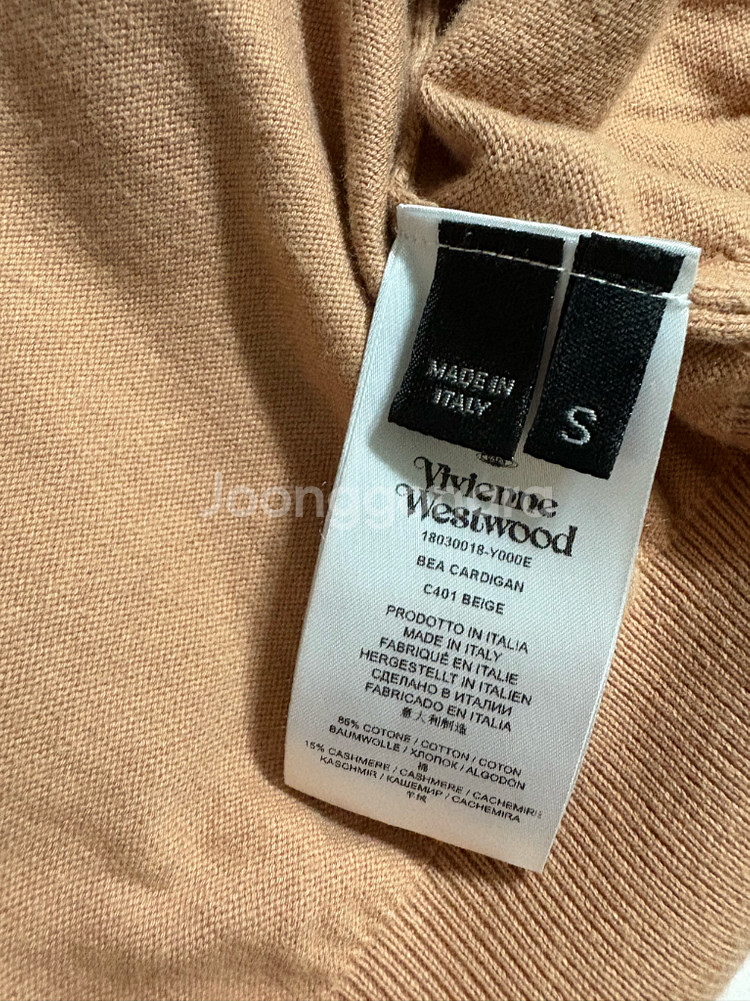 MADE IN
ITALY
S
Vivienne
Westwood
Joonggonara
18030018-Y000E
BEA CARDIGAN
C401 BEIGE
PRODOTTO IN ITALIA
MADE IN ITALY
FABRIQUÉ EN ITALIE
HERGESTELLT IN ITALIEN
СДЕЛАНО В ИТАЛИИ
FABRICADO EN ITALIA
意大利制造
85% COTONE / COTTON / COTON
BAUMWOLLE / ХЛОПОК / ALGODÓN
棉
15% CASHMERE / CASHMERE / CACHEMIRE
KASCHMIR / КАШЕМИР / CACHEMIRA
羊绒